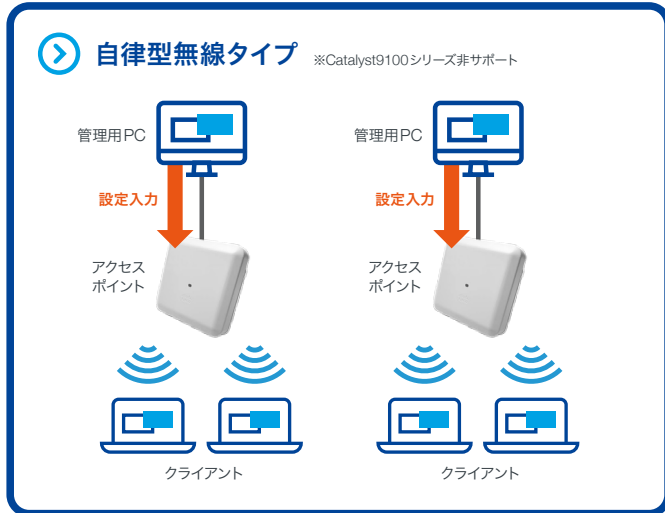 自律型無線タイプ ※Catalyst9100シリーズ非サポート
管理用PC
設定入力
アクセス
ポイント
クライアント
管理用PC
設定入力
アクセス
ポイント
クライアント